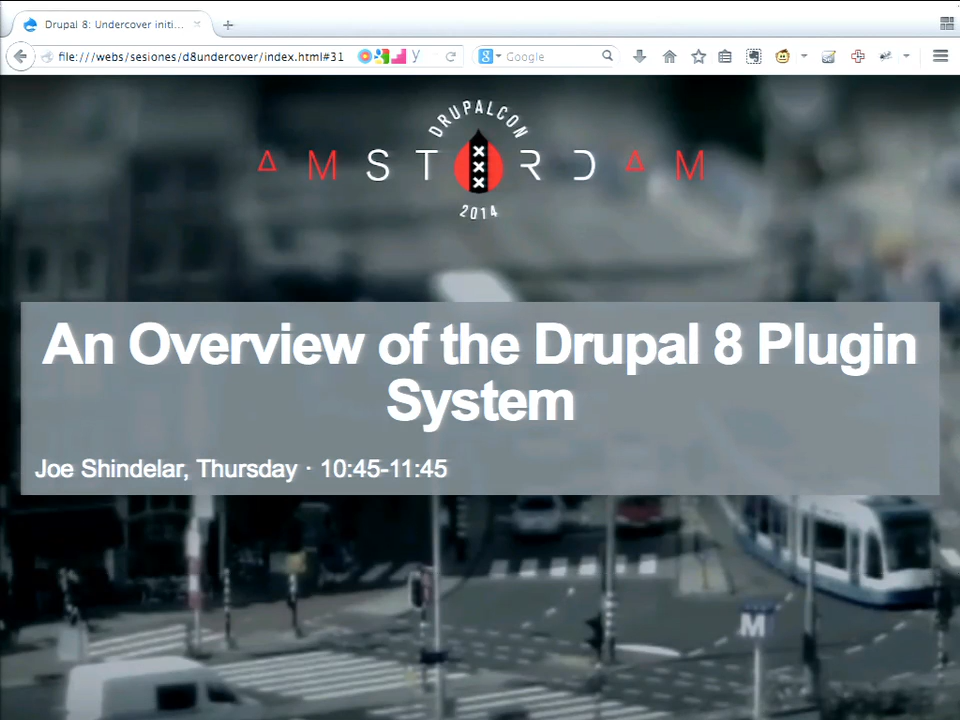 Drupal 8: Undercover initi...
file:///webs/sesiones/d8undercover/index.html#31
Google
DRUPALCON
AMSTERDAM
2014
An Overview of the Drupal 8 Plugin
System
Joe Shindelar, Thursday · 10:45-11:45
M